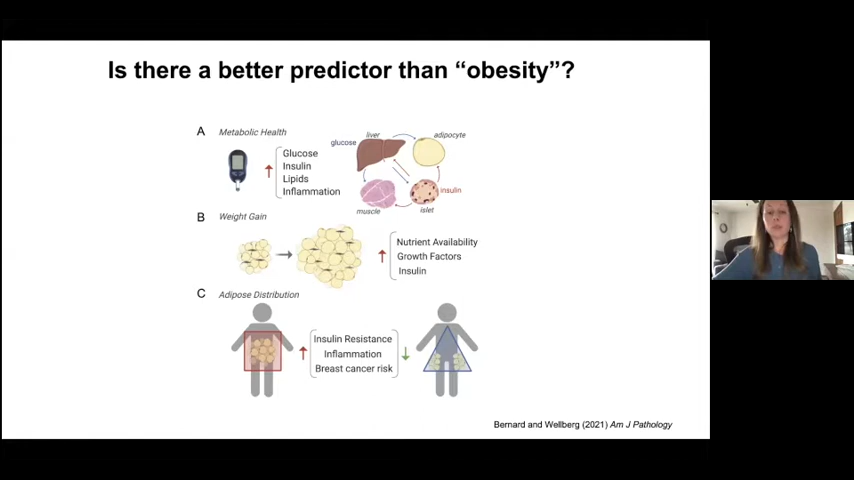 Is there a better predictor than “obesity”?
A Metabolic Health
Glucose
Insulin
Lipids
Inflammation
liver
adipocyte
glucose
insulin
muscle
islet
B Weight Gain
Nutrient Availability
Growth Factors
Insulin
C Adipose Distribution
Insulin Resistance
Inflammation
Breast cancer risk
Bernard and Wellberg (2021) Am J Pathology